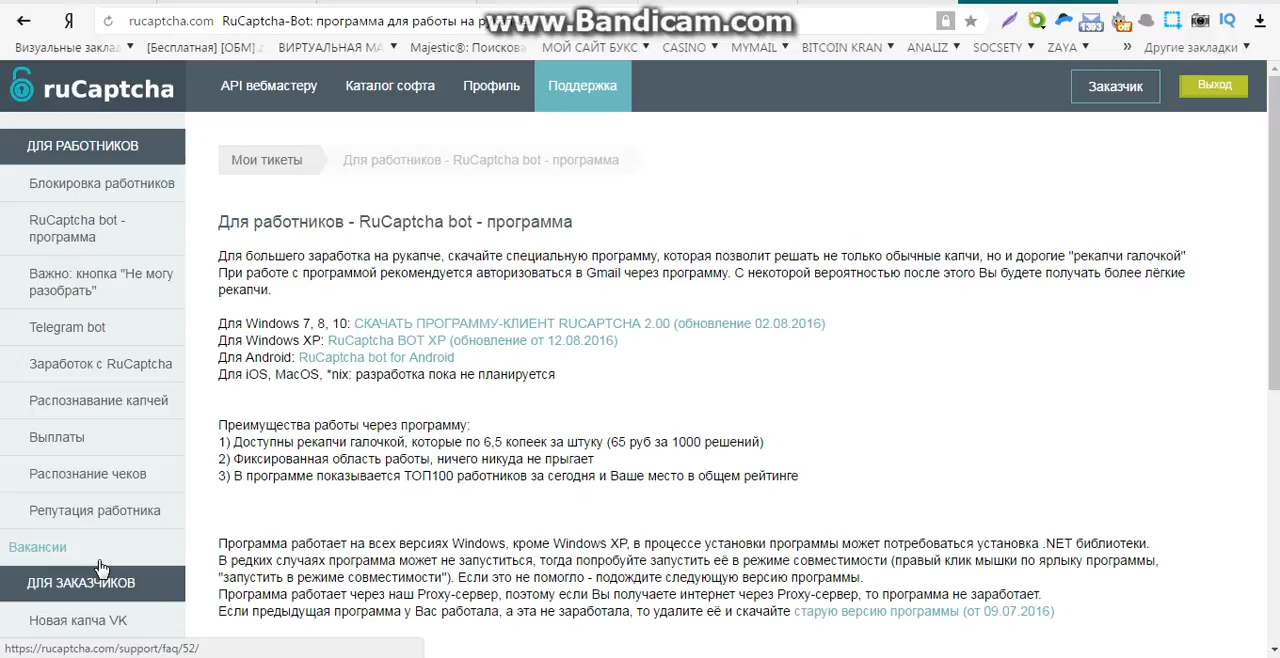 Я rucaptcha.com RuCaptcha-Bot: программа для работы на
www.Bandicam.com
1393 off IQ
Визуальные заклад [Бесплатная] [ОБМ] ВИРТУАЛЬНАЯ МА Majestic®: Поискова МОЙ САЙТ БУКС CASINO MYMAIL BITCOIN KRAN ANALIZ SOCSETY ZAYA » Другие закладки
ruCaptcha API вебмастеру Каталог софта Профиль Поддержка Заказчик Выход
ДЛЯ РАБОТНИКОВ
Блокировка работников
RuCaptcha bot -
программа
Важно: кнопка "Не могу
разобрать"
Telegram bot
Заработок с RuCaptcha
Распознавание капчей
Выплаты
Распознание чеков
Репутация работника
Вакансии
ДЛЯ ЗАКАЗЧИКОВ
Новая капча VK
Мои тикеты Для работников - RuCaptcha bot - программа
Для работников - RuCaptcha bot - программа
Для большего заработка на рукапче, скачайте специальную программу, которая позволит решать не только обычные капчи, но и дорогие "рекапчи галочкой"
При работе с программой рекомендуется авторизоваться в Gmail через программу. С некоторой вероятностью после этого Вы будете получать более лёгкие
рекапчи.
Для Windows 7, 8, 10: СКАЧАТЬ ПРОГРАММУ-КЛИЕНТ RUCAPTCHA 2.00 (обновление 02.08.2016)
Для Windows XP: RuCaptcha BOT XP (обновление от 12.08.2016)
Для Android: RuCaptcha bot for Android
Для iOS, MacOS, *nix: разработка пока не планируется
Преимущества работы через программу:
1) Доступны рекапчи галочкой, которые по 6,5 копеек за штуку (65 руб за 1000 решений)
2) Фиксированная область работы, ничего никуда не прыгает
3) В программе показывается ТОП100 работников за сегодня и Ваше место в общем рейтинге
Программа работает на всех версиях Windows, кроме Windows XP, в процессе установки программы может потребоваться установка .NET библиотеки.
В редких случаях программа может не запуститься, тогда попробуйте запустить её в режиме совместимости (правый клик мышки по ярлыку программы,
"запустить в режиме совместимости"). Если это не помогло - подождите следующую версию программы.
Программа работает через наш Proxy-сервер, поэтому если Вы получаете интернет через Proxy-сервер, то программа не заработает.
Если предыдущая программа у Вас работала, а эта не заработала, то удалите её и скачайте старую версию программы (от 09.07.2016)
https://rucaptcha.com/support/faq/52/